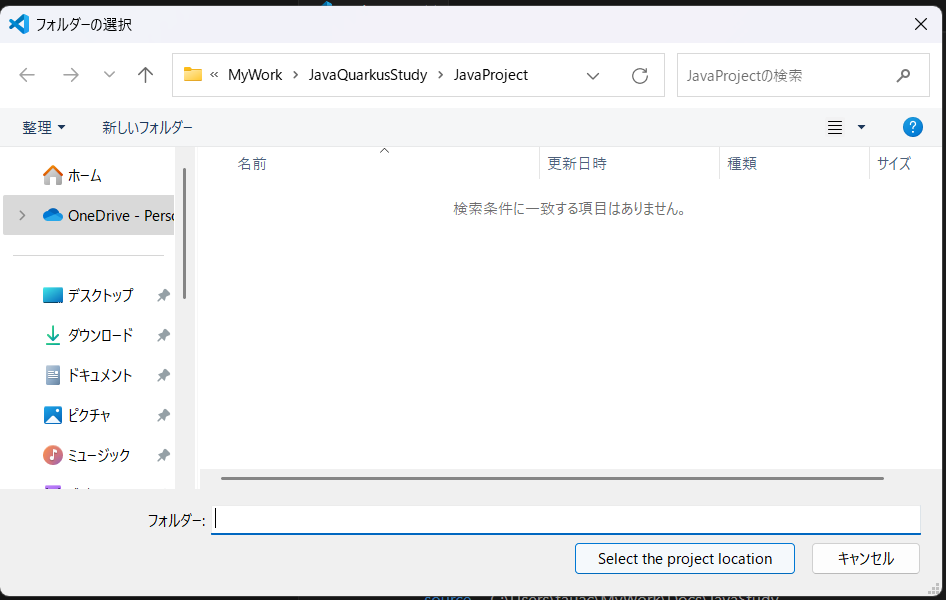 フォルダーの選択
« MyWork › JavaQuarkusStudy › JavaProject
JavaProjectの検索
整理
新しいフォルダー
名前
更新日時
種類
サイズ
検索条件に一致する項目はありません。
ホーム
OneDrive - Perso
デスクトップ
ダウンロード
ドキュメント
ピクチャ
ミュージック
フォルダー:
Select the project location
キャンセル